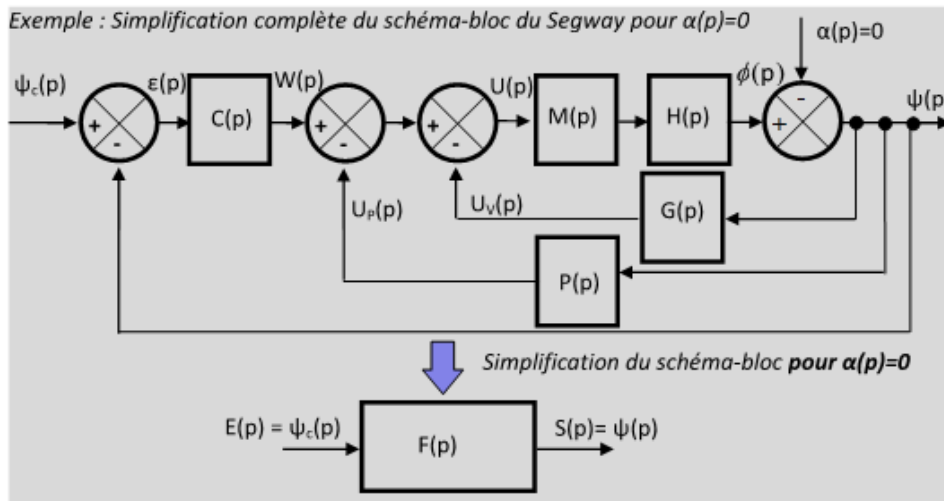 Exemple : Simplification complète du schéma-bloc du Segway pour α(p)=0
α(p)=0
ψc(p)
ε(p)
W(p)
U(p)
ϕ(p)
ψ(p
+
-
C(p)
+
-
+
-
M(p)
H(p)
-
+
UP(p)
UV(p)
G(p)
P(p)
Simplification du schéma-bloc pour α(p)=0
E(p) = ψc(p)
F(p)
S(p)= ψ(p)